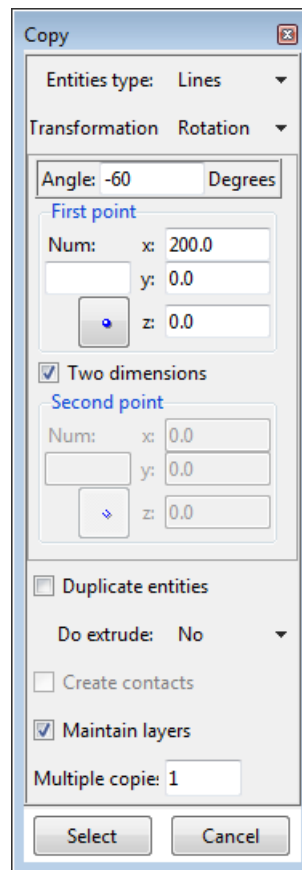 Copy
Entities type: Lines
Transformation Rotation
Angle: -60 Degrees
First point
Num: x: 200.0
y: 0.0
z: 0.0
Two dimensions
Second point
Num: x: 0.0
y: 0.0
z: 0.0
Duplicate entities
Do extrude: No
Create contacts
Maintain layers
Multiple copie: 1
Select Cancel